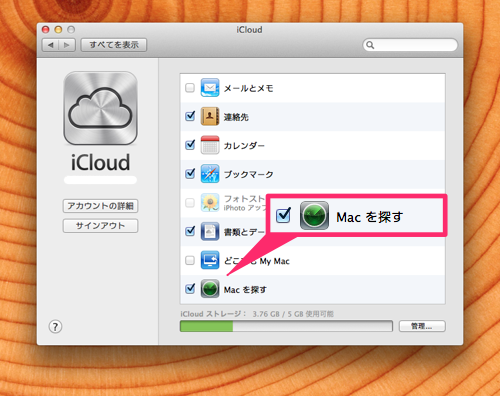 iCloud
すべてを表示
メールとメモ
連絡先
カレンダー
iCloud
ブックマーク
フォトスト
iPhoto アップ
Mac を探す
アカウントの詳細
書類とデー
サインアウト
どこ My Mac
Mac を探す
iCloud ストレージ： 3.76 GB / 5 GB 使用可能
?
管理...